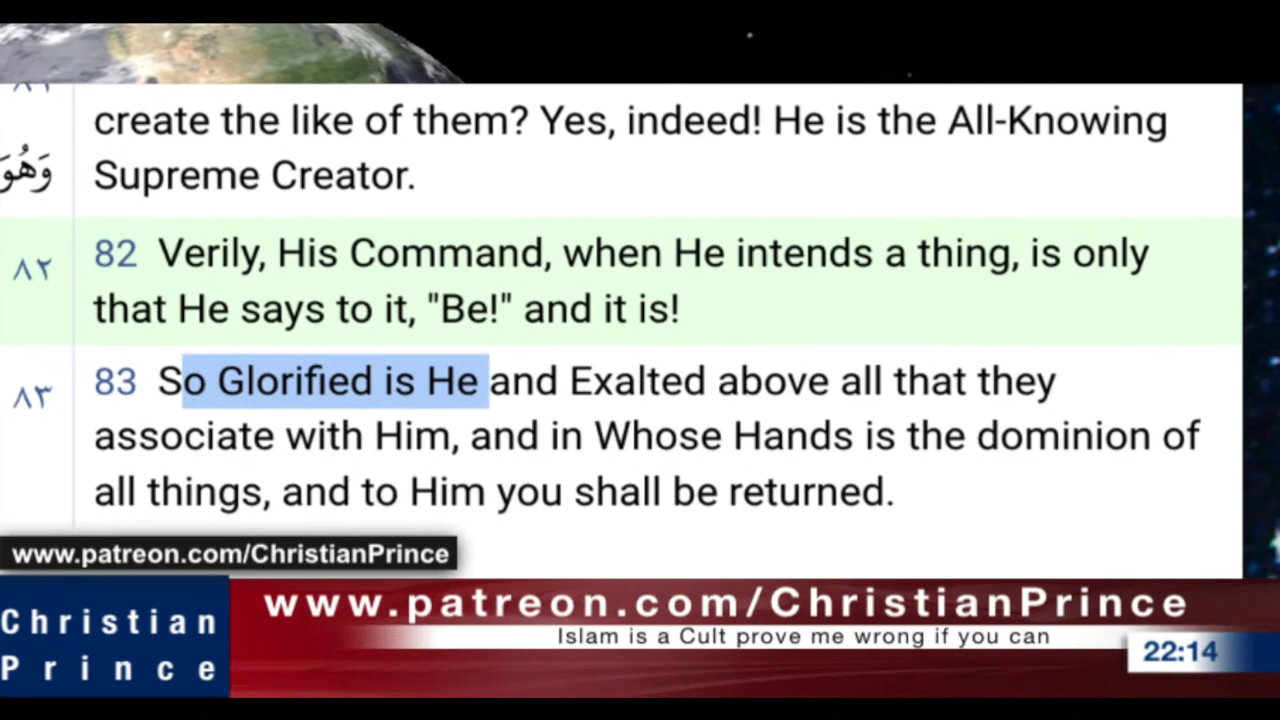 create the like of them? Yes, indeed! He is the All-Knowing
وَهُوَ
Supreme Creator.
٨٢
82 Verily, His Command, when He intends a thing, is only
that He says to it, "Be!" and it is!
٨٣
83 So Glorified is He and Exalted above all that they
associate with Him, and in Whose Hands is the dominion of
all things, and to Him you shall be returned.
www.patreon.com/ChristianPrince
www.patreon.com/ChristianPrince
Islam is a Cult prove me wrong if you can
Christian
Prince
22:14